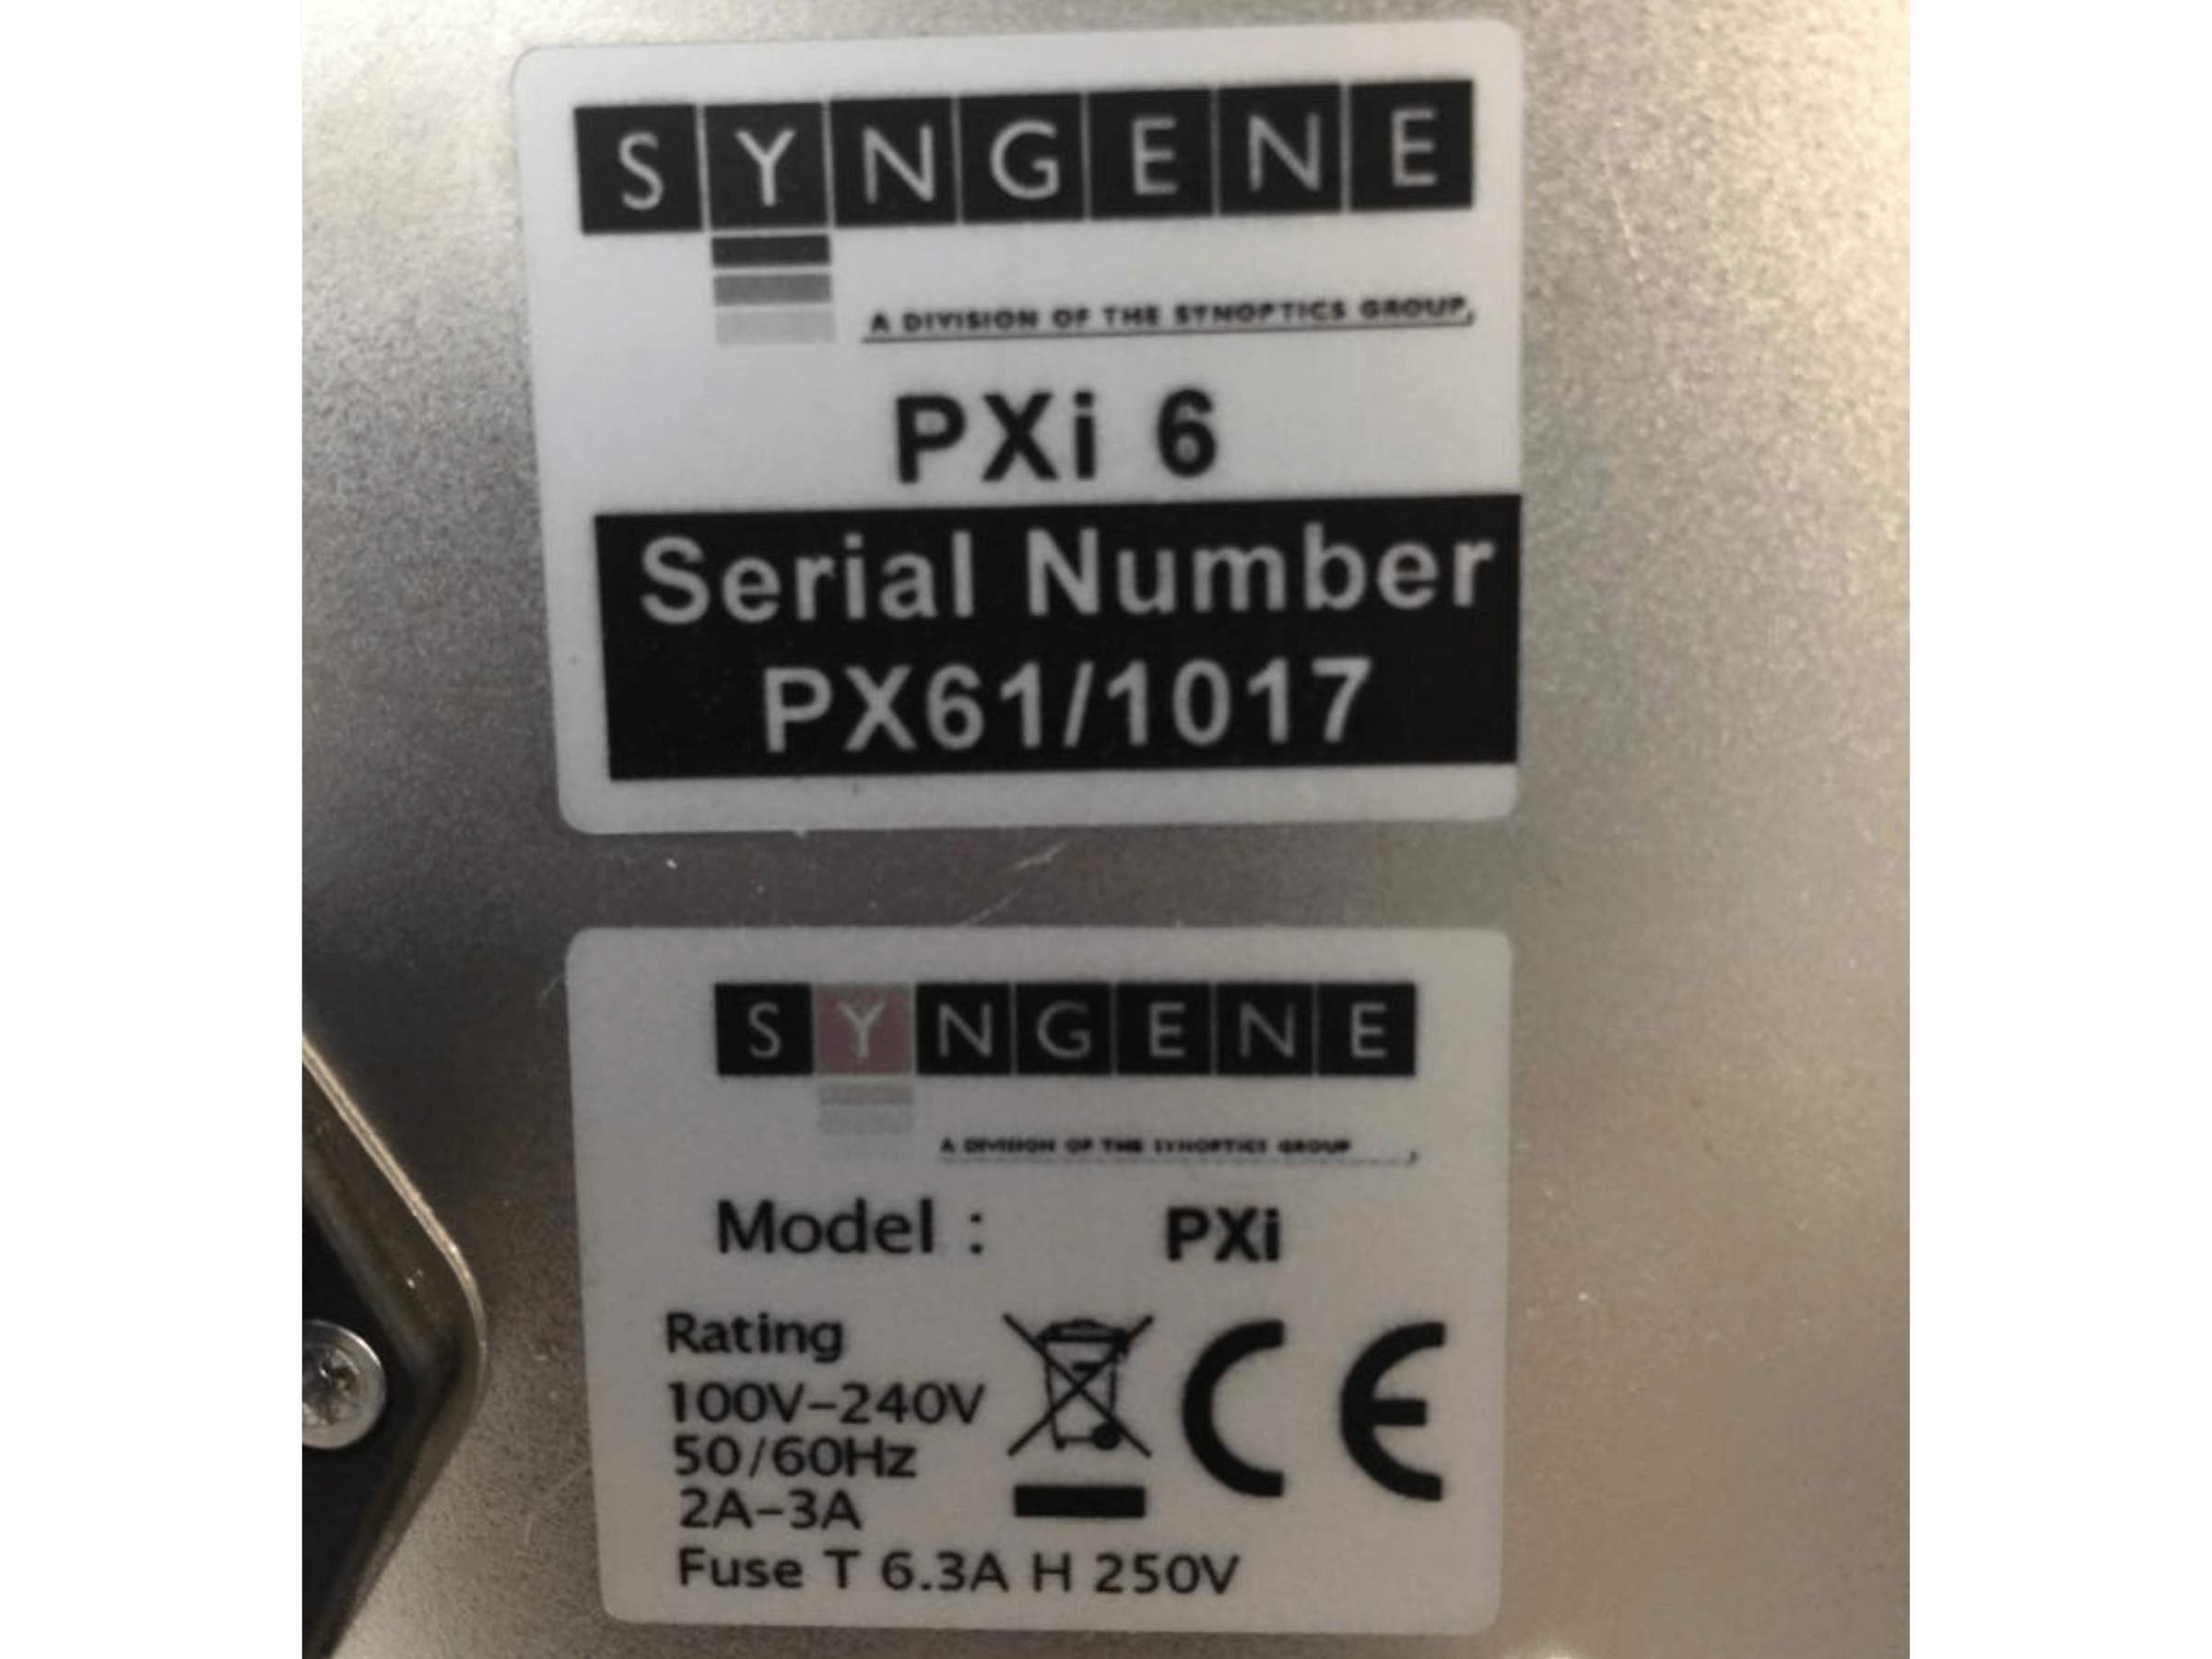 SYNGENE
A DIVISION OF THE SYNOPTICS GROUP
PXi 6
Serial Number
PX61/1017
SYNGENE
A DIVISION OF THE SYNOPTICS GROUP
Model : PXi
Rating
100V-240V
50/60Hz
2A-3A
Fuse T 6.3A H 250V
CE